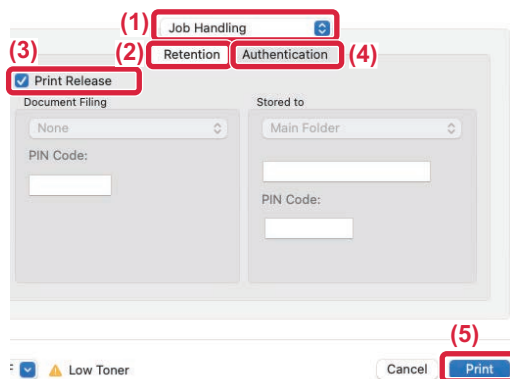 (1) Job Handling
(2) Retention Authentication (4)
(3)
Print Release
Document Filing Stored to
None Main Folder
PIN Code:
PIN Code:
(5)
Low Toner Cancel Print